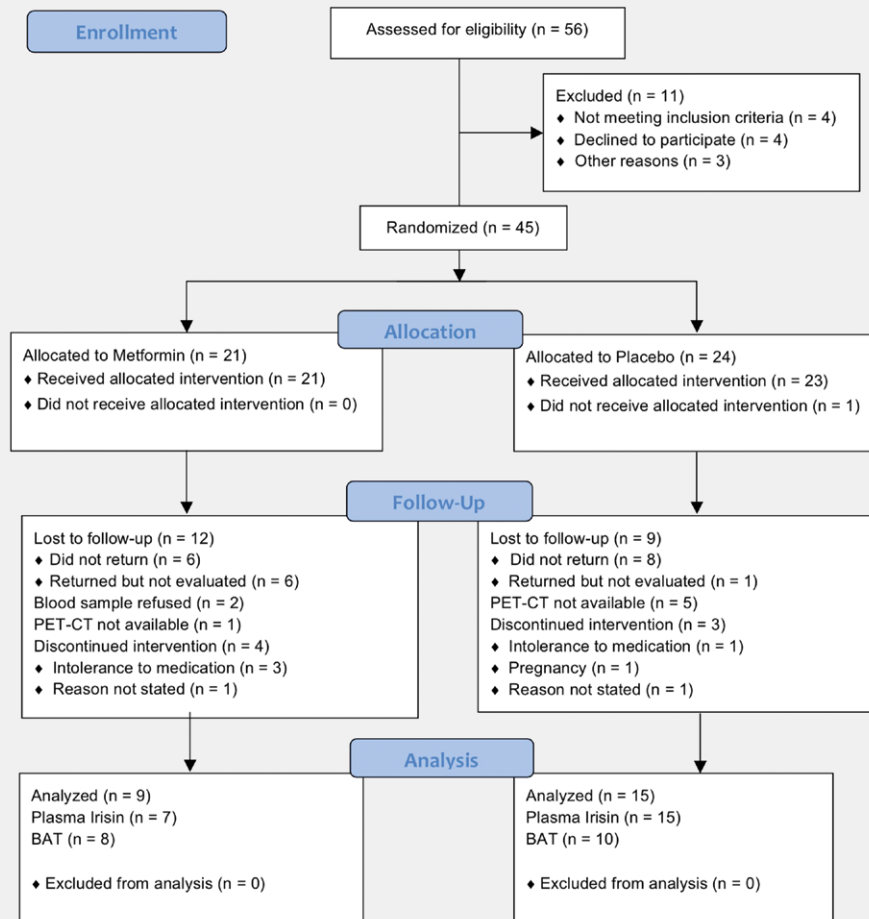 Enrollment
Assessed for eligibility (n = 56)
Excluded (n = 11)
♦ Not meeting inclusion criteria (n = 4)
♦ Declined to participate (n = 4)
♦ Other reasons (n = 3)
Randomized (n = 45)
Allocation
Allocated to Metformin (n = 21)
♦ Received allocated intervention (n = 21)
♦ Did not receive allocated intervention (n = 0)
Allocated to Placebo (n = 24)
♦ Received allocated intervention (n = 23)
♦ Did not receive allocated intervention (n = 1)
Follow-Up
Lost to follow-up (n = 12)
♦ Did not return (n = 6)
♦ Returned but not evaluated (n = 6)
Blood sample refused (n = 2)
PET-CT not available (n = 1)
Discontinued intervention (n = 4)
♦ Intolerance to medication (n = 3)
♦ Reason not stated (n = 1)
Lost to follow-up (n = 9)
♦ Did not return (n = 8)
♦ Returned but not evaluated (n = 1)
PET-CT not available (n = 5)
Discontinued intervention (n = 3)
♦ Intolerance to medication (n = 1)
♦ Pregnancy (n = 1)
♦ Reason not stated (n = 1)
Analysis
Analyzed (n = 9)
Plasma Irisin (n = 7)
BAT (n = 8)
♦ Excluded from analysis (n = 0)
Analyzed (n = 15)
Plasma Irisin (n = 15)
BAT (n = 10)
♦ Excluded from analysis (n = 0)